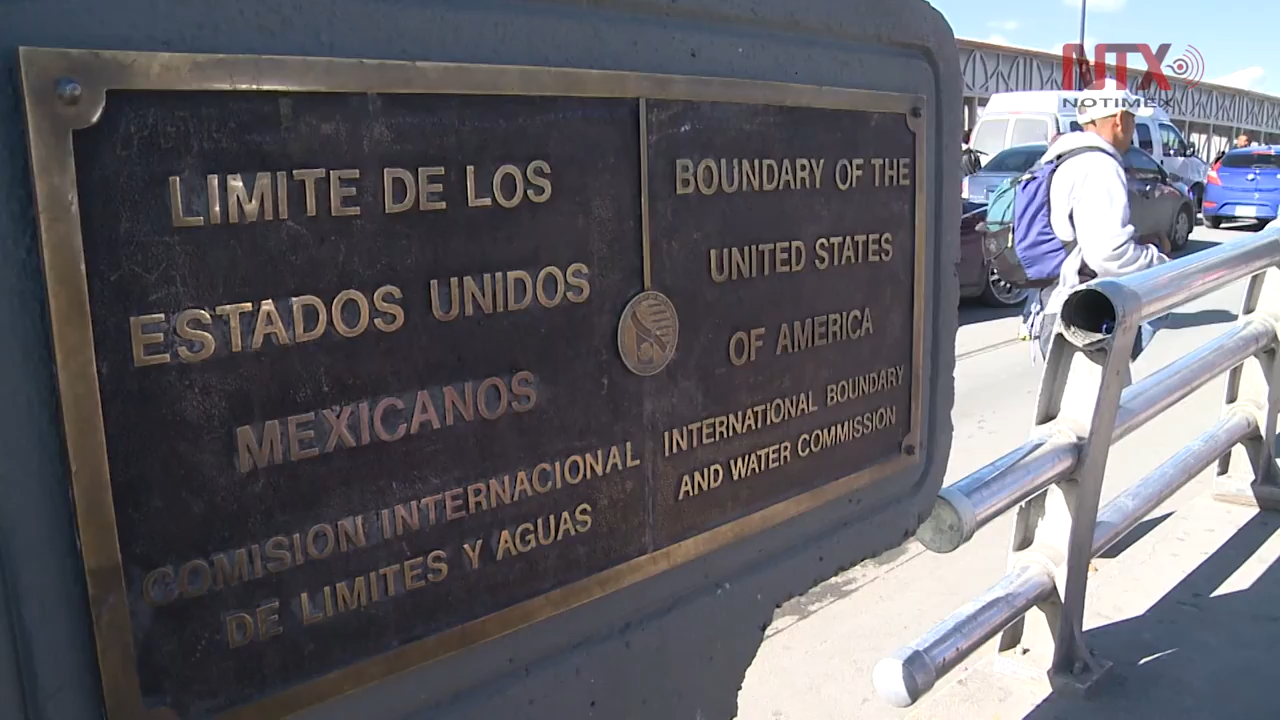 LIMITE DE LOS
ESTADOS UNIDOS
MEXICANOS
COMISION INTERNACIONAL
DE LIMITES Y AGUAS
BOUNDARY OF THE
UNITED STATES
OF AMERICA
INTERNATIONAL BOUNDARY
AND WATER COMMISSION
NTX
NOTIMEX